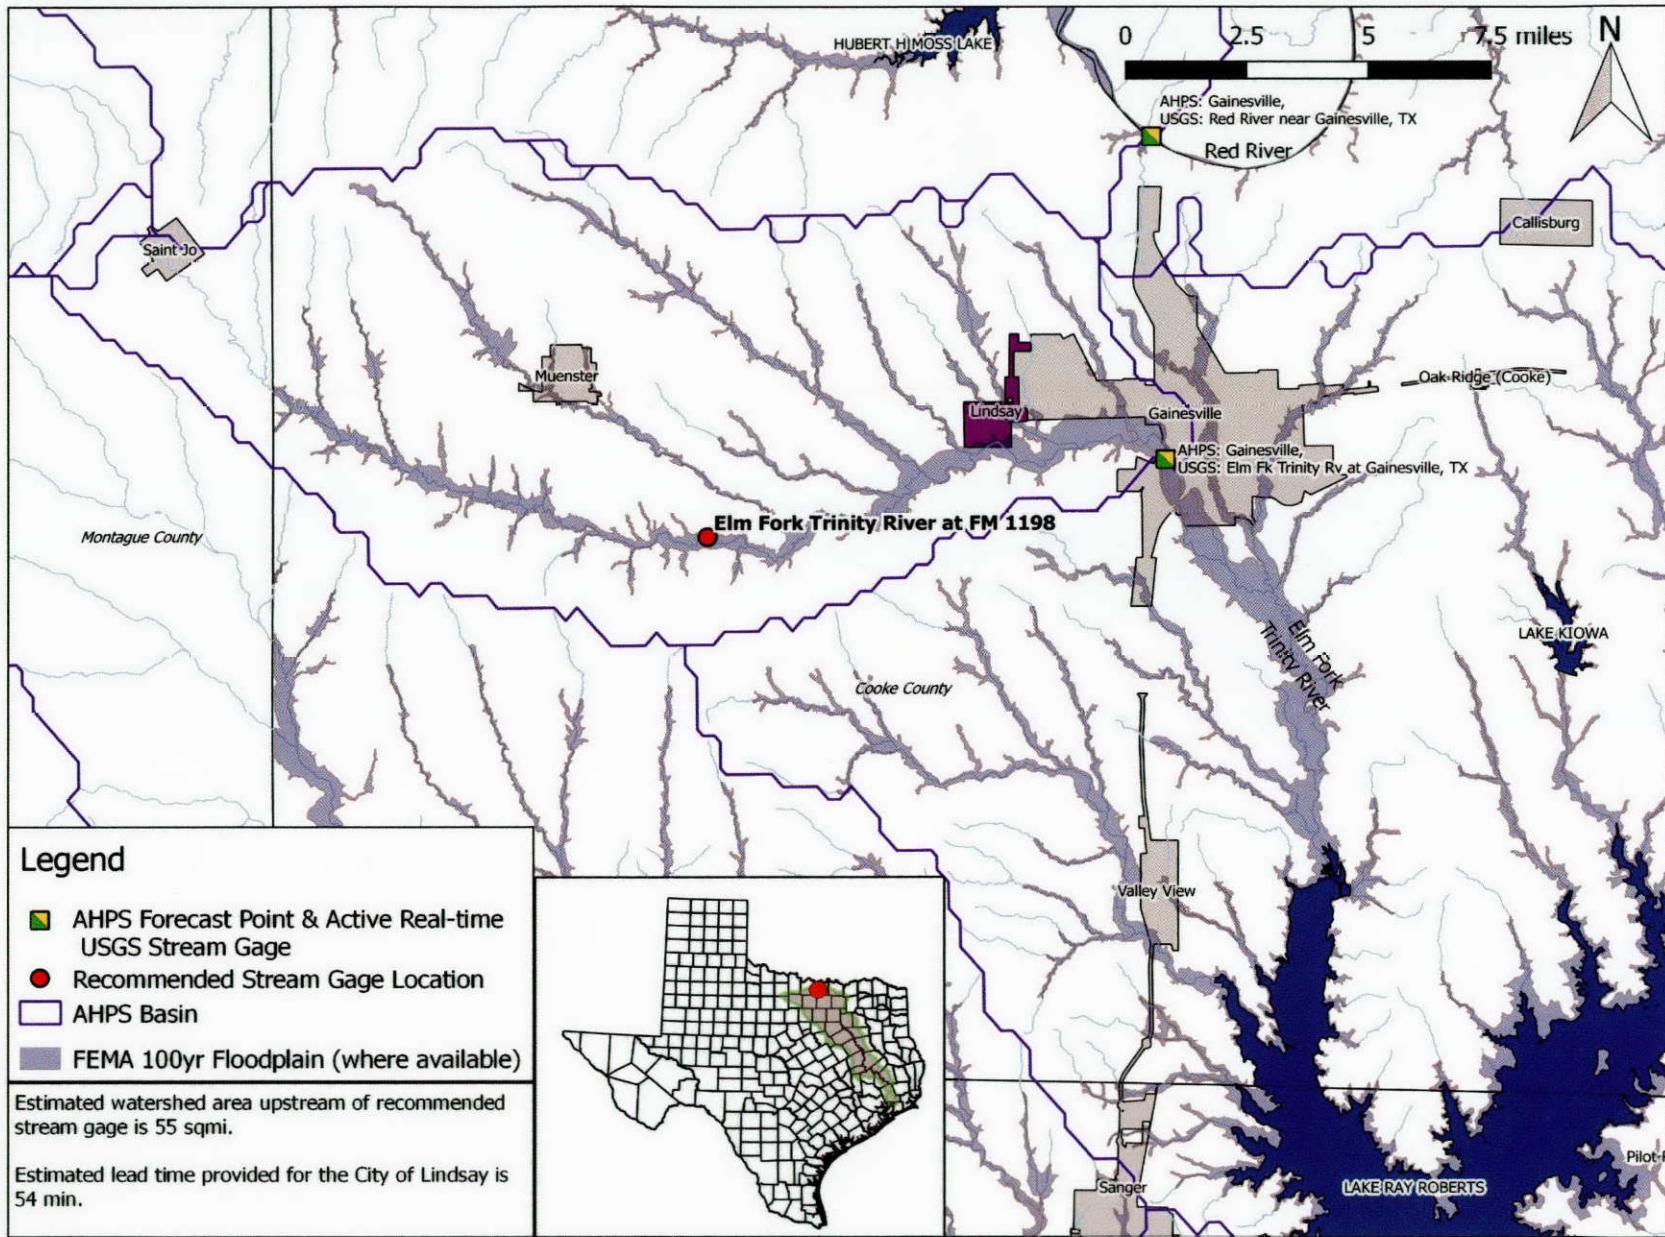 HUBERT H MOSS LAKE
0 2.5 5 7.5 miles
N
AHPS: Gainesville,
USGS: Red River near Gainesville, TX
Red River
Saint Jo
Callisburg
Muenster
Oak Ridge (Cooke)
Lindsay
Gainesville
AHPS: Gainesville,
USGS: Elm Fk Trinity Rv at Gainesville, TX
Elm Fork Trinity River at FM 1198
Montague County
Elm Fork
Trinity River
LAKE KIOWA
Cooke County
Valley View
Sanger
LAKE RAY ROBERTS
Legend
AHPS Forecast Point & Active Real-time
USGS Stream Gage
Recommended Stream Gage Location
AHPS Basin
FEMA 100yr Floodplain (where available)
Estimated watershed area upstream of recommended
stream gage is 55 sqmi.
Estimated lead time provided for the City of Lindsay is
54 min.